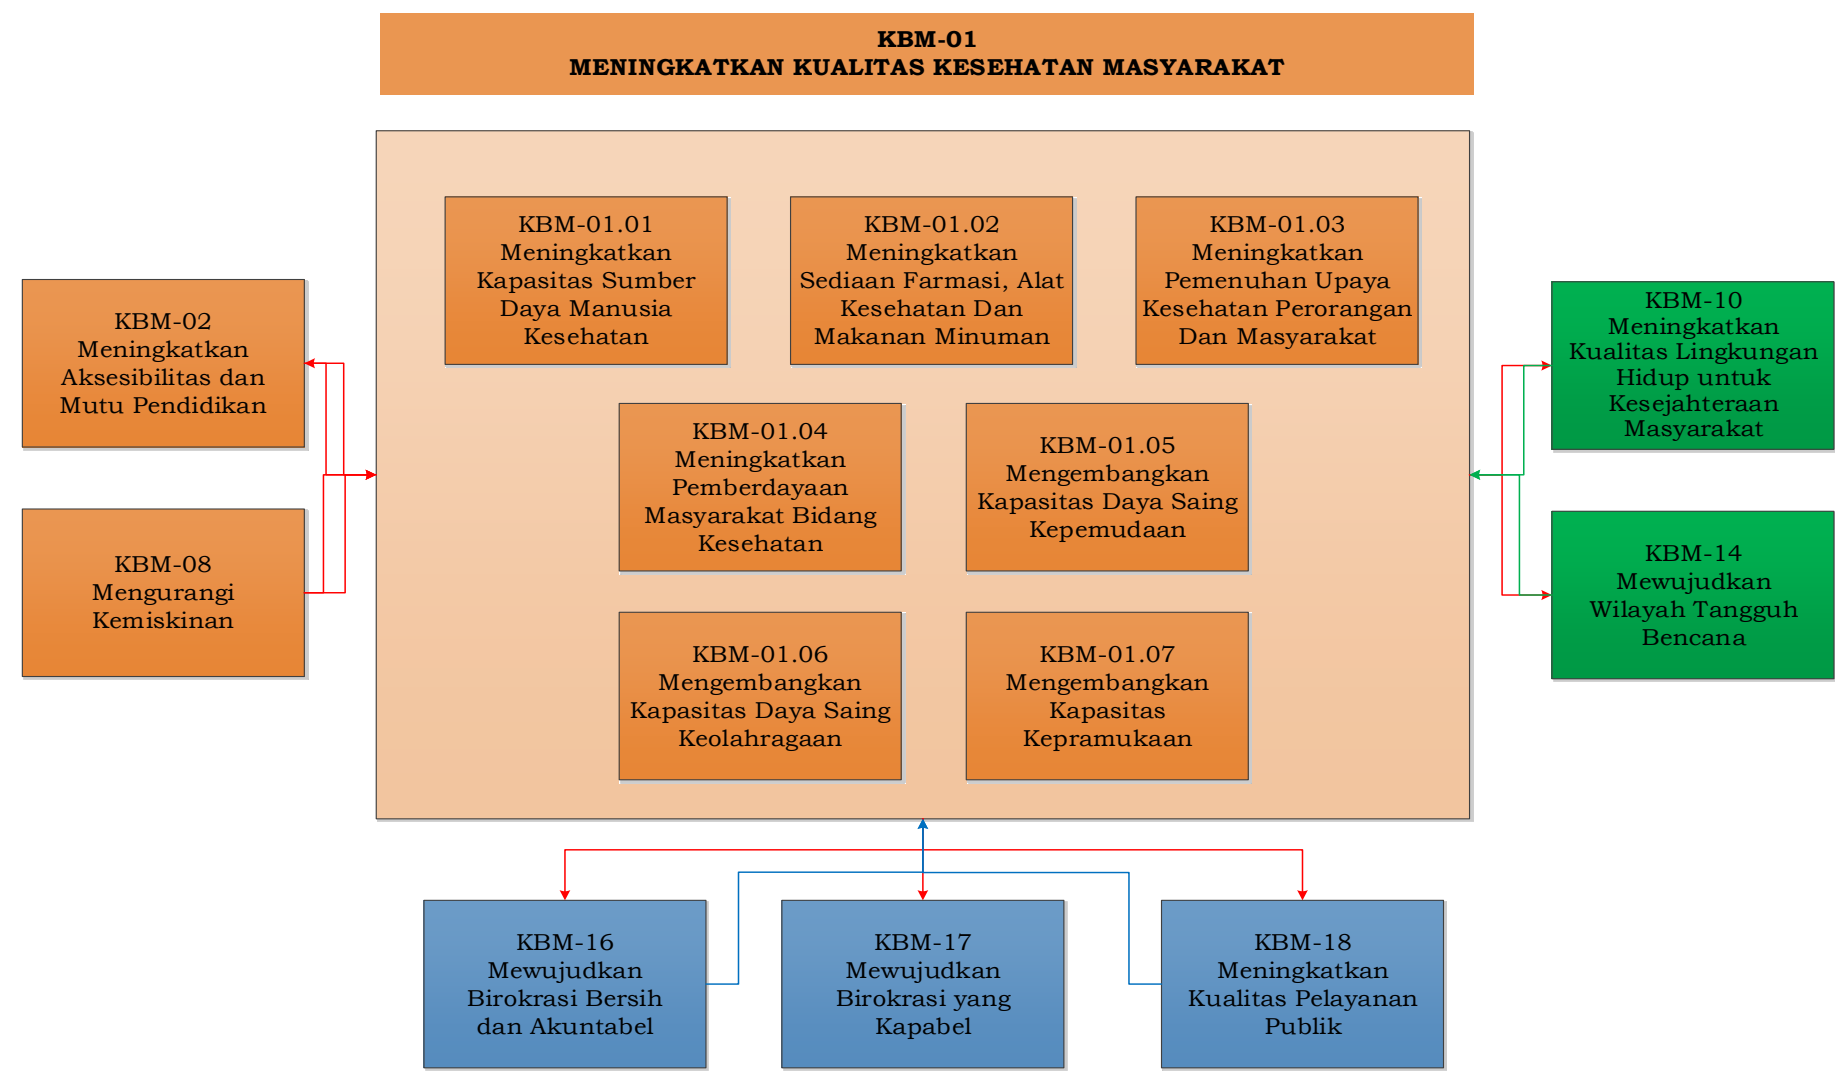 KBM-01
MENINGKATKAN KUALITAS KESEHATAN MASYARAKAT
KBM-01.01
Meningkatkan
Kapasitas Sumber
Daya Manusia
Kesehatan
KBM-01.02
Meningkatkan
Sediaan Farmasi, Alat
Kesehatan Dan
Makanan Minuman
KBM-01.03
Meningkatkan
Pemenuhan Upaya
Kesehatan Perorangan
Dan Masyarakat
KBM-02
Meningkatkan
Aksesibilitas dan
Mutu Pendidikan
KBM-10
Meningkatkan
Kualitas Lingkungan
Hidup untuk
Kesejahteraan
Masyarakat
KBM-01.04
Meningkatkan
Pemberdayaan
Masyarakat Bidang
Kesehatan
KBM-01.05
Mengembangkan
Kapasitas Daya Saing
Kepemudaan
KBM-08
Mengurangi
Kemiskinan
KBM-14
Mewujudkan
Wilayah Tangguh
Bencana
KBM-01.06
Mengembangkan
Kapasitas Daya Saing
Keolahragaan
KBM-01.07
Mengembangkan
Kapasitas
Kepramukaan
KBM-16
Mewujudkan
Birokrasi Bersih
dan Akuntabel
KBM-17
Mewujudkan
Birokrasi yang
Kapabel
KBM-18
Meningkatkan
Kualitas Pelayanan
Publik